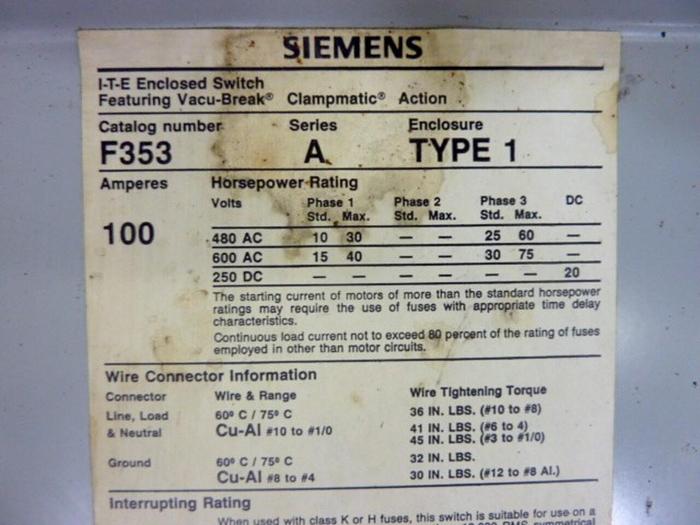 SIEMENS
I-T-E Enclosed Switch
Featuring Vacu-Break® Clampmatic® Action
Catalog number Series Enclosure
F353 A TYPE 1
Amperes Horsepower Rating
Volts Phase 1 Phase 2 Phase 3 DC
Std. Max. Std. Max. Std. Max.
100
480 AC 10 30 — — 25 60 —
600 AC 15 40 — — 30 75 —
250 DC — — — — — — 20
The starting current of motors of more than the standard horsepower
ratings may require the use of fuses with appropriate time delay
characteristics.
Continuous load current not to exceed 80 percent of the rating of fuses
employed in other than motor circuits.
Wire Connector Information
Connector Wire & Range Wire Tightening Torque
Line, Load 60° C / 75° C 36 IN. LBS. (#10 to #8)
& Neutral Cu-Al #10 to #1/0 41 IN. LBS. (#6 to 4)
45 IN. LBS. (#3 to #1/0)
Ground 60° C / 75° C 32 IN. LBS.
Cu-Al #8 to #4 30 IN. LBS. (#12 to #8 Al.)
Interrupting Rating
When used with class K or H fuses, this switch is suitable for use on a
RMS symmetrical